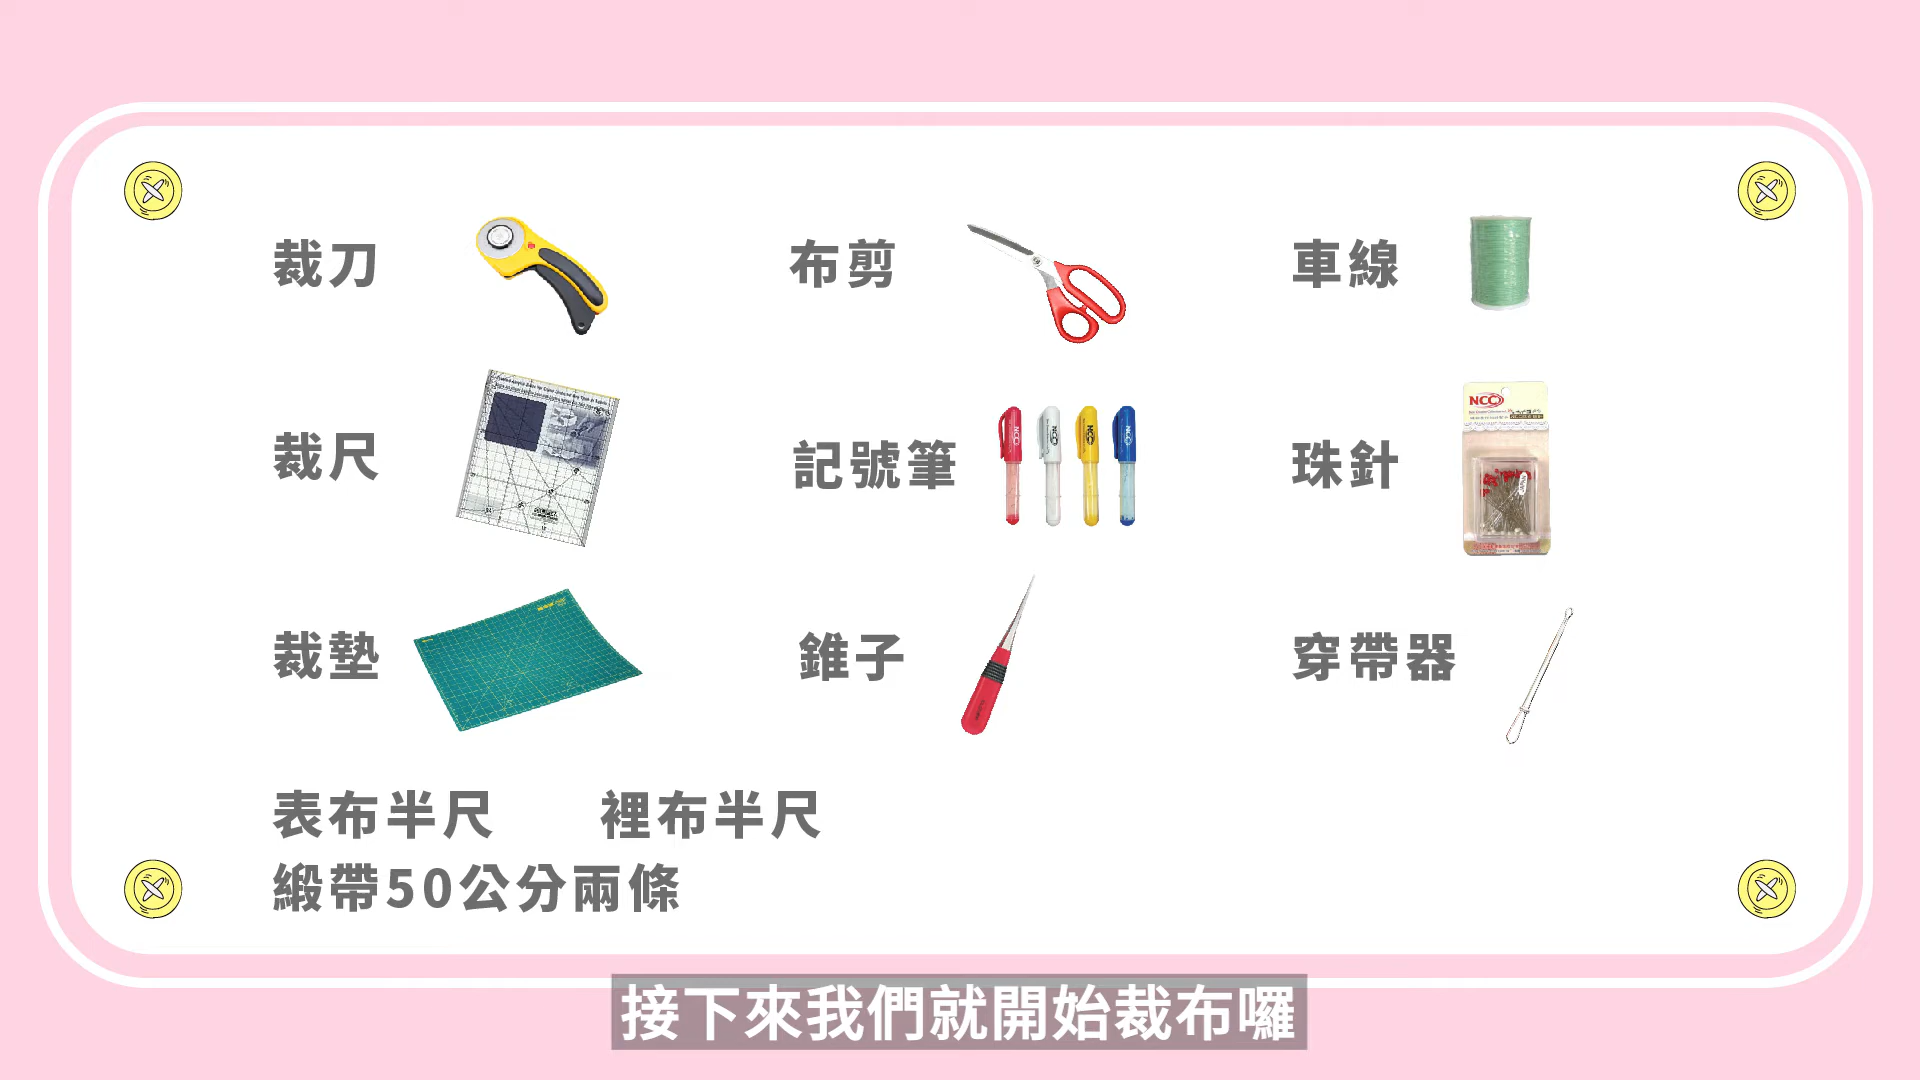 裁刀
布剪
車線
裁尺
記號筆
珠針
NCC
裁墊
錐子
穿帶器
表布半尺 裡布半尺
緞帶50公分兩條
接下來我們就開始裁布囉